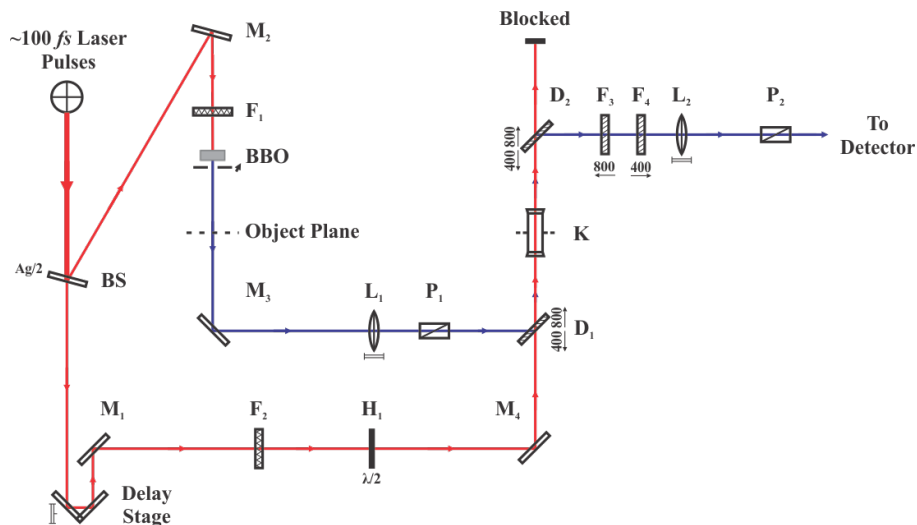 ~100 fs Laser
Pulses
M2
Blocked
F1
BBO
Object Plane
Ag/2
BS
M3
L1
P1
D2
F3
F4
L2
P2
400 800
800
400
To
Detector
K
D1
400 800
M1
F2
H1
λ/2
M4
Delay
Stage